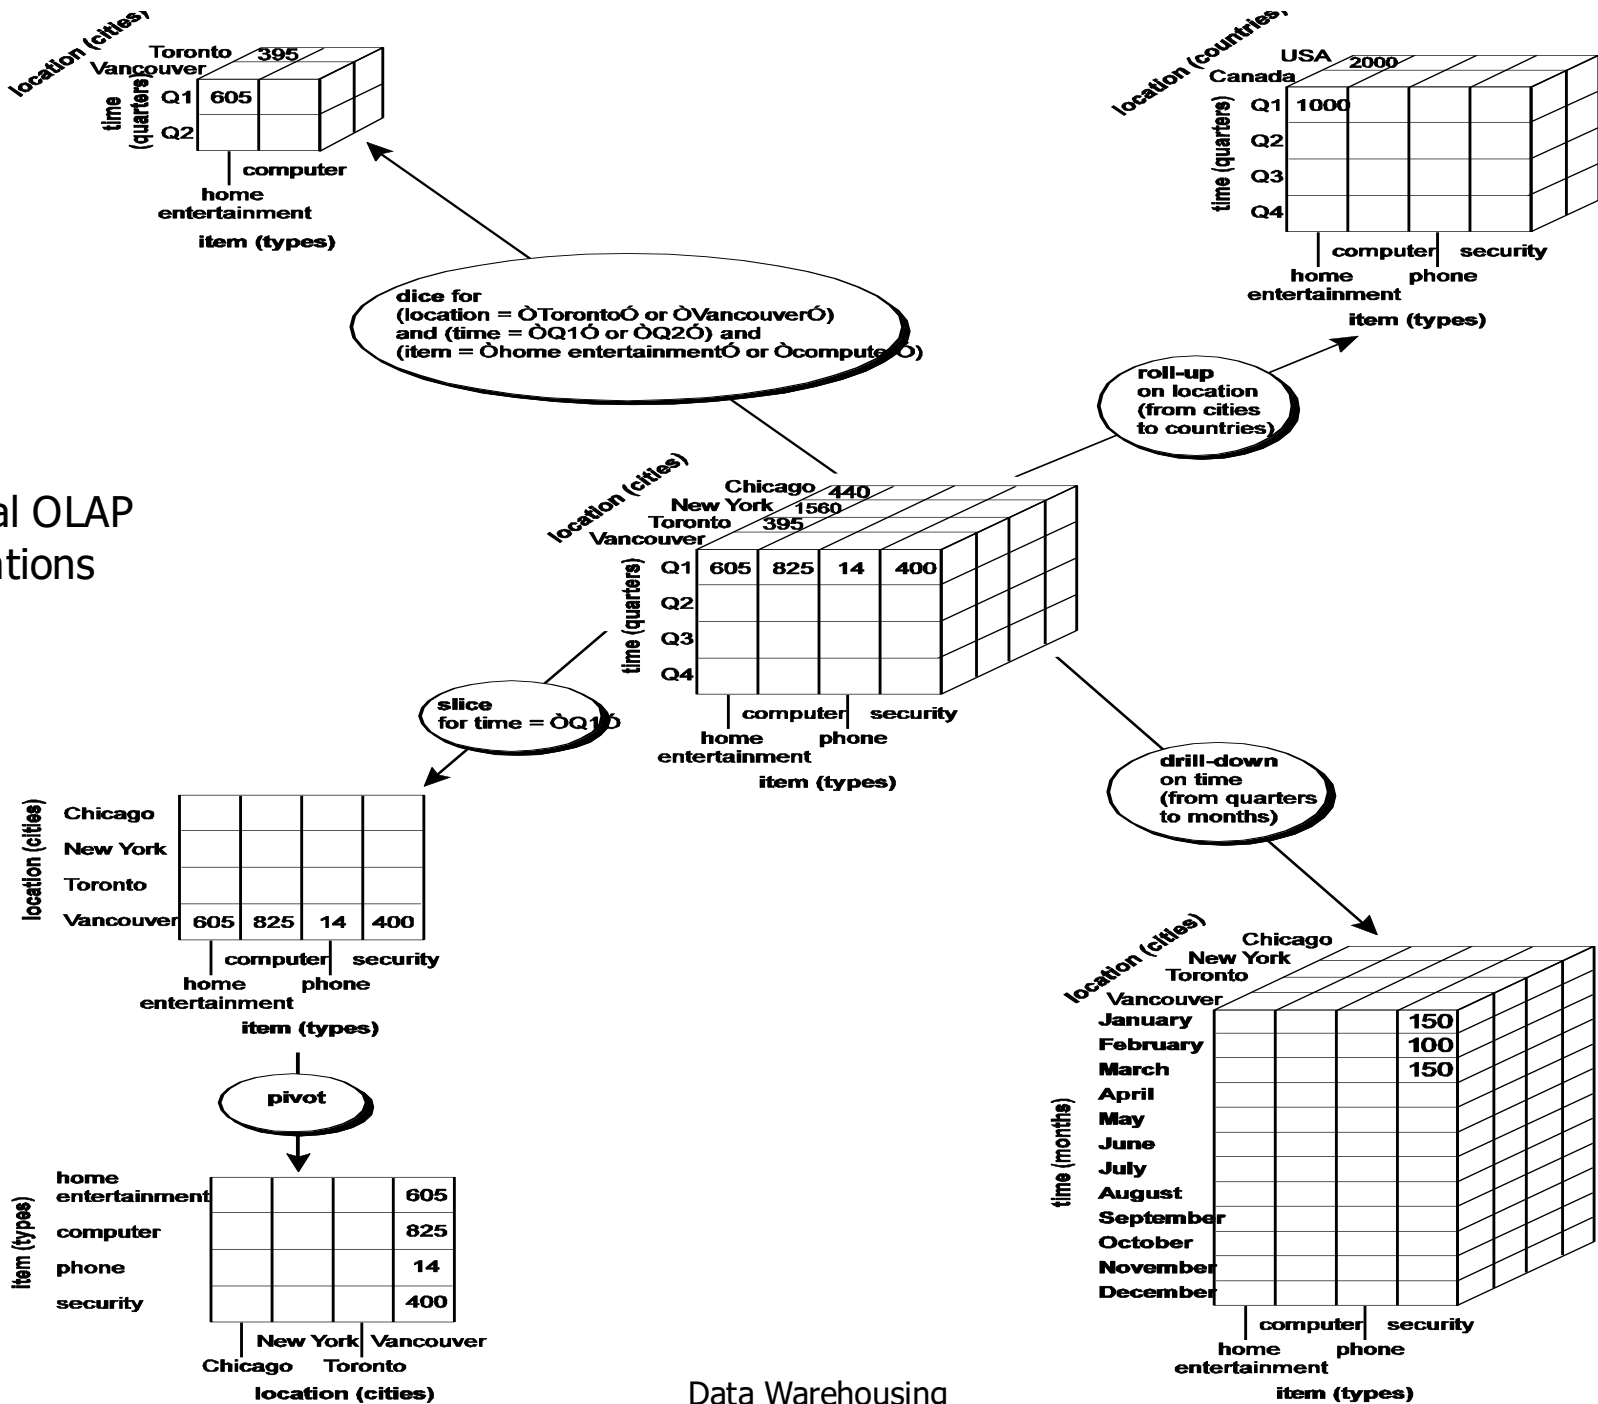 location (cities)
Toronto 395
Vancouver
time
(quarters)
Q1 605
Q2
computer
home
entertainment
item (types)
location (countries)
USA 2000
Canada
time (quarters)
Q1 1000
Q2
Q3
Q4
computer security
home phone
entertainment
item (types)
dice for
(location = ÒTorontoÓ or ÒVancouverÓ)
and (time = ÒQ1Ó or ÒQ2Ó) and
(item = Òhome entertainmentÓ or ÒcomputerÓ)
roll-up
on location
(from cities
to countries)
al OLAP
ations
location (cities)
Chicago 440
New York 1560
Toronto 395
Vancouver
time (quarters)
Q1 605 825 14 400
Q2
Q3
Q4
computer security
home phone
entertainment
item (types)
slice
for time = ÒQ1Ó
drill-down
on time
(from quarters
to months)
location (cities)
Chicago
New York
Toronto
Vancouver 605 825 14 400
computer security
home phone
entertainment
item (types)
pivot
item (types)
home
entertainment 605
computer 825
phone 14
security 400
New York Vancouver
Chicago Toronto
location (cities)
location (cities)
Chicago
New York
Toronto
Vancouver
time (months)
January 150
February 100
March 150
April
May
June
July
August
September
October
November
December
computer security
home phone
entertainment
item (types)
Data Warehousing